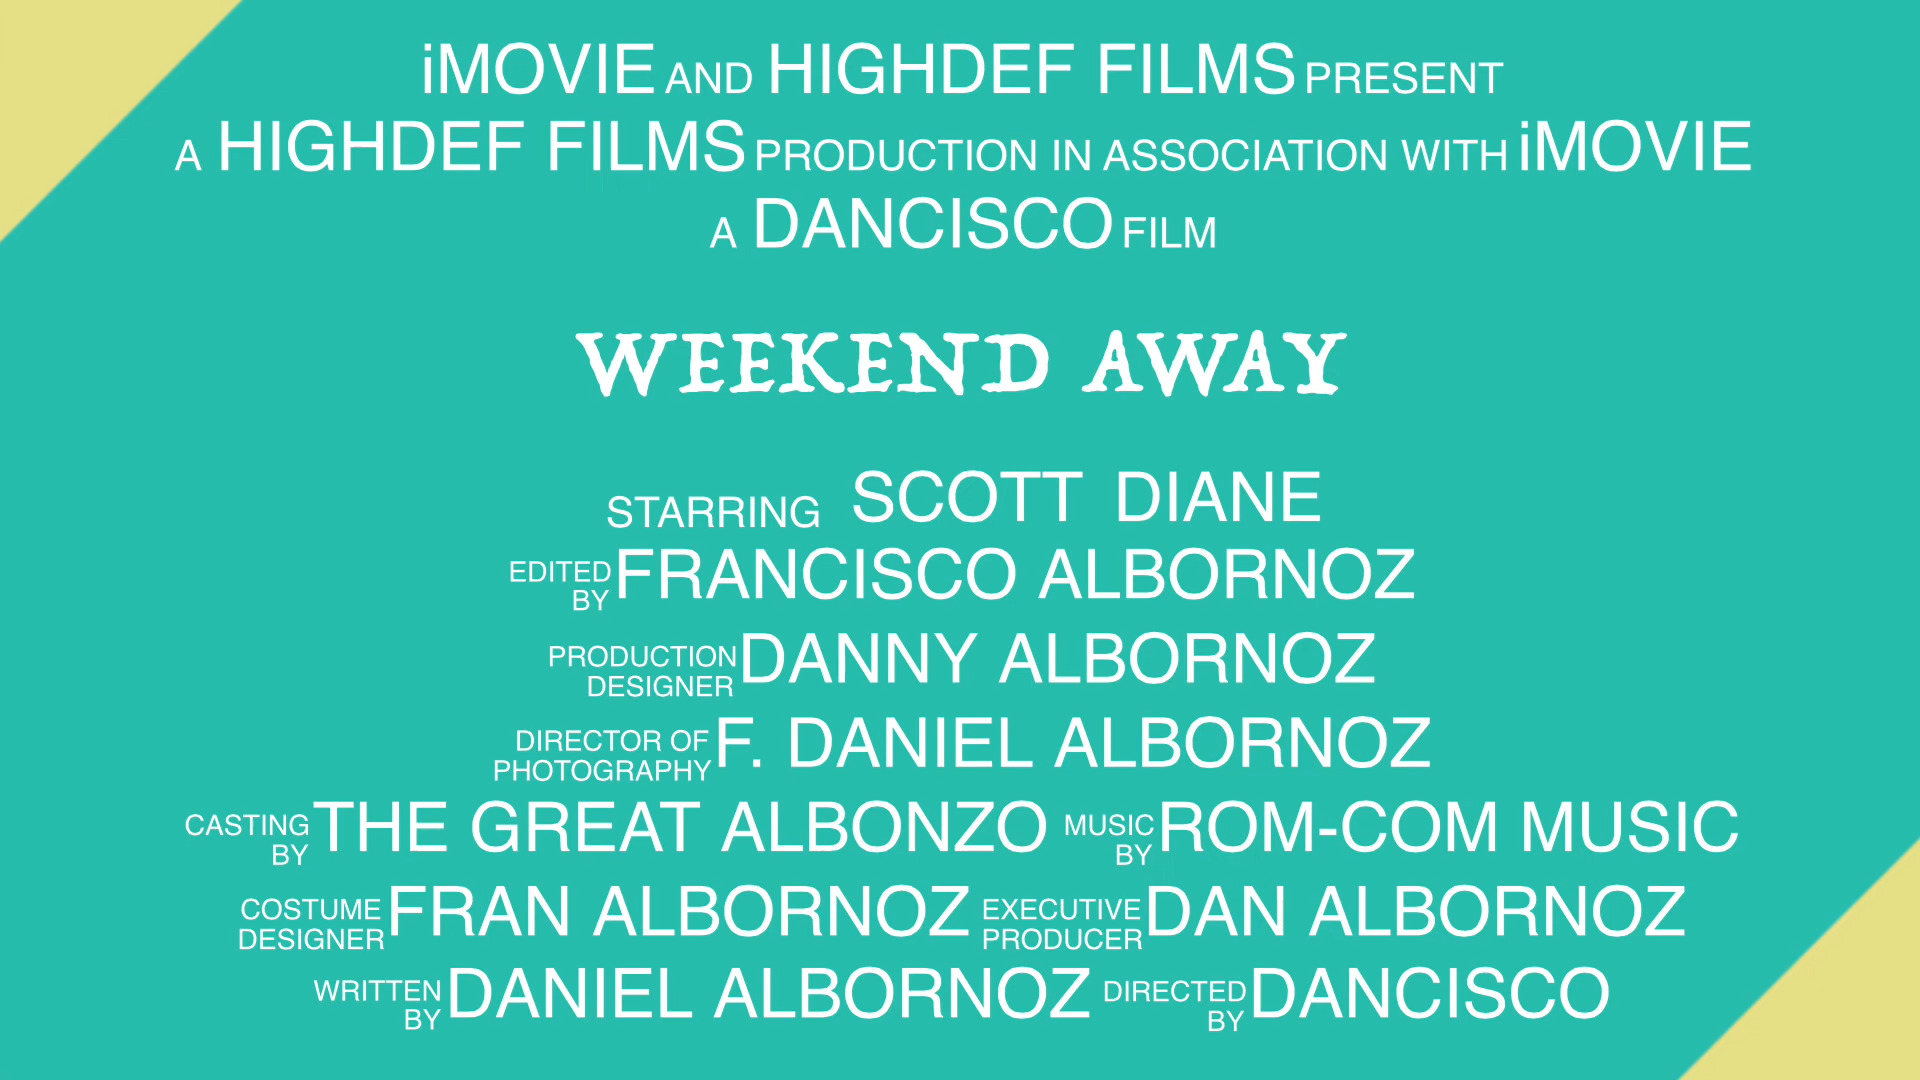 iMOVIE AND HIGHDEF FILMS PRESENT
A HIGHDEF FILMS PRODUCTION IN ASSOCIATION WITH iMOVIE
A DANCISCO FILM
WEEKEND AWAY
STARRING SCOTT DIANE
EDITED BY FRANCISCO ALBORNOZ
PRODUCTION DESIGNER DANNY ALBORNOZ
DIRECTOR OF PHOTOGRAPHY F. DANIEL ALBORNOZ
CASTING BY THE GREAT ALBONZO MUSIC BY ROM-COM MUSIC
COSTUME DESIGNER FRAN ALBORNOZ EXECUTIVE PRODUCER DAN ALBORNOZ
WRITTEN BY DANIEL ALBORNOZ DIRECTED BY DANCISCO